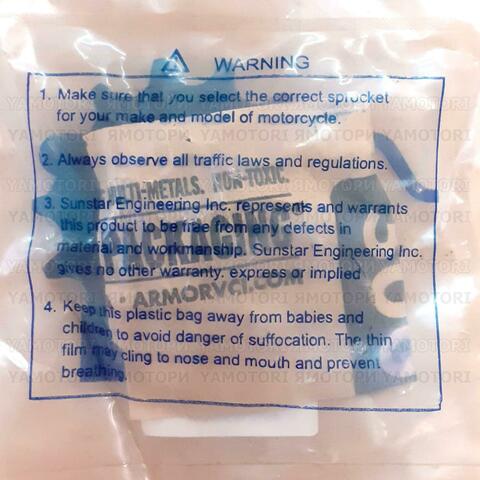 WARNING
1. Make sure that you select the correct sprocket
for your make and model of motorcycle.
2. Always observe all traffic laws and regulations.
3. Sunstar Engineering Inc. represents and warrants
this product to be free from any defects in
material and workmanship. Sunstar Engineering Inc.
gives no other warranty. express or implied
4. Keep this plastic bag away from babies and
children to avoid danger of suffocation. The thin
film may cling to nose and mouth and prevent
breathing.
MULTI-METALS. NON-TOXIC.
ARMORVCI.COM
YAMOTORI ЯМОТОРИ YAMOTORI ЯМОТОРИ YAMOTORI